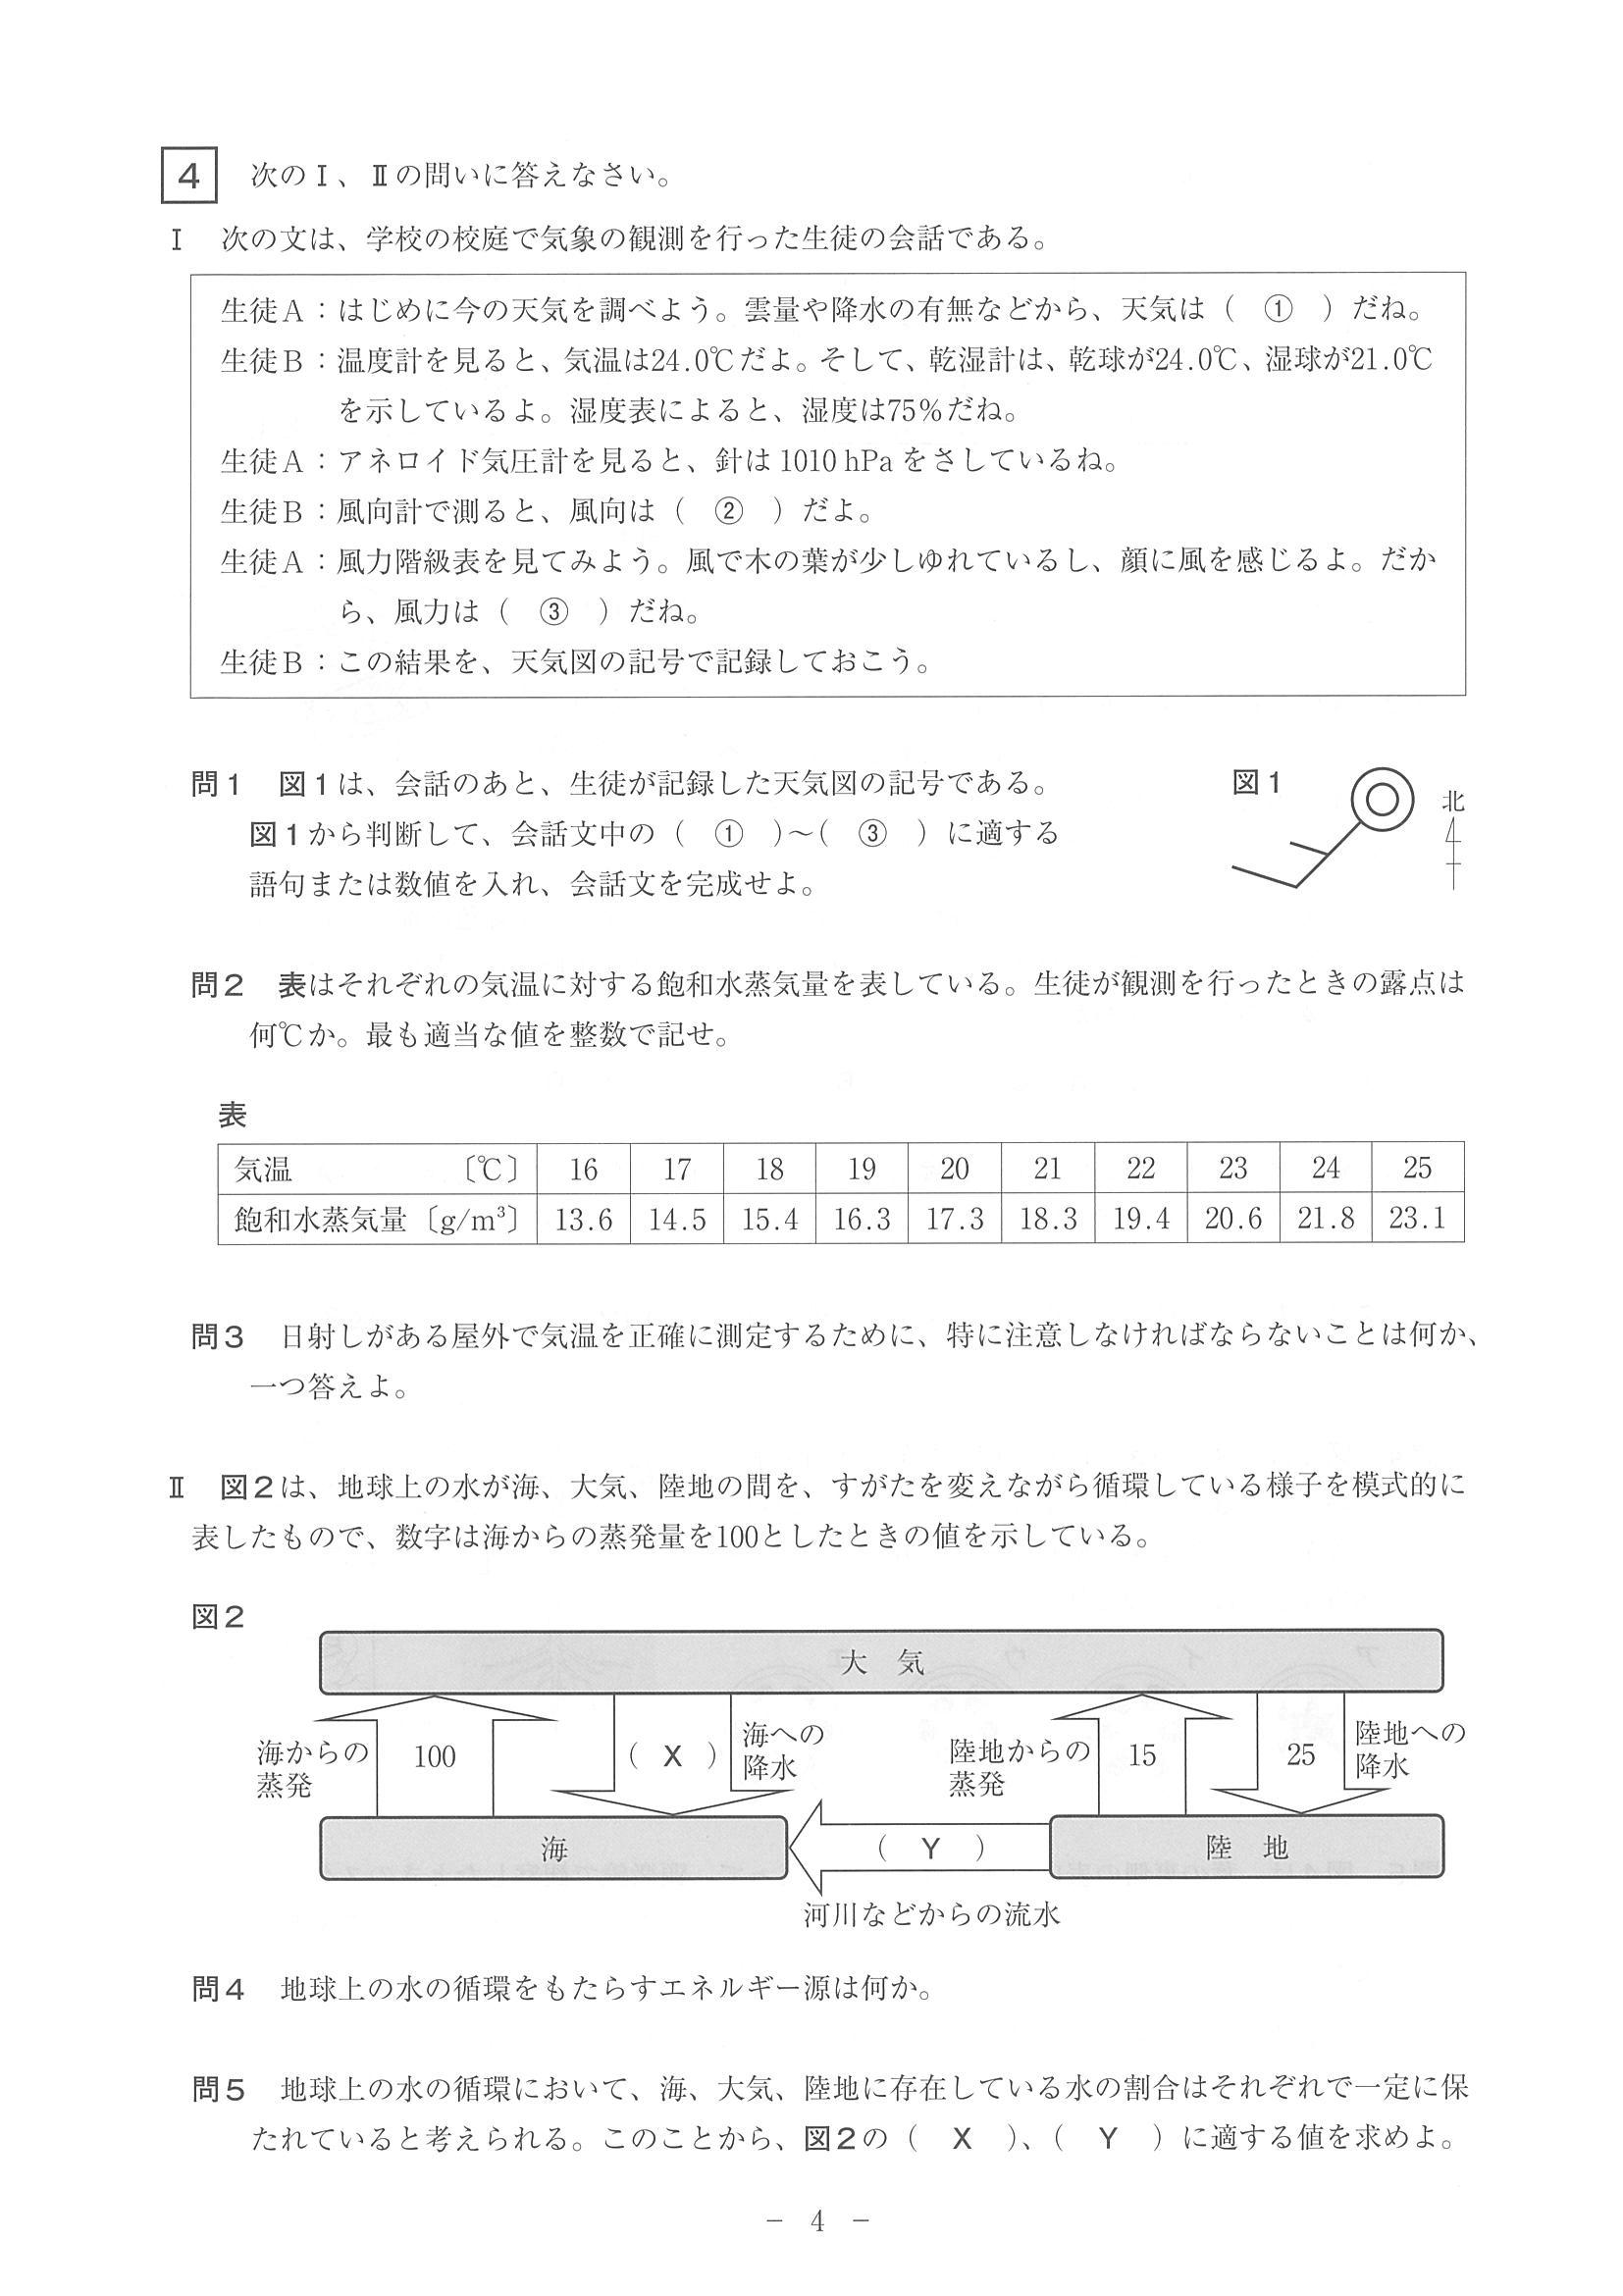 4 次のⅠ、Ⅱの問いに答えなさい。
Ⅰ 次の文は、学校の校庭で気象の観測を行った生徒の会話である。
生徒A：はじめに今の天気を調べよう。雲量や降水の有無などから、天気は（ ① ）だね。
生徒B：温度計を見ると、気温は24.0℃だよ。そして、乾湿計は、乾球が24.0℃、湿球が21.0℃
を示しているよ。湿度表によると、湿度は75％だね。
生徒A：アネロイド気圧計を見ると、針は 1010 hPa をさしているね。
生徒B：風向計で測ると、風向は（ ② ）だよ。
生徒A：風力階級表を見てみよう。風で木の葉が少しゆれているし、顔に風を感じるよ。だか
ら、風力は（ ③ ）だね。
生徒B：この結果を、天気図の記号で記録しておこう。
問1 図1は、会話のあと、生徒が記録した天気図の記号である。
図1から判断して、会話文中の（ ① ）～（ ③ ）に適する
語句または数値を入れ、会話文を完成せよ。
図1
北
問2 表はそれぞれの気温に対する飽和水蒸気量を表している。生徒が観測を行ったときの露点は
何℃か。最も適当な値を整数で記せ。
表
気温 〔℃〕 16 17 18 19 20 21 22 23 24 25
飽和水蒸気量〔g/m³〕 13.6 14.5 15.4 16.3 17.3 18.3 19.4 20.6 21.8 23.1
問3 日射しがある屋外で気温を正確に測定するために、特に注意しなければならないことは何か、
一つ答えよ。
Ⅱ 図2は、地球上の水が海、大気、陸地の間を、すがたを変えながら循環している様子を模式的に
表したもので、数字は海からの蒸発量を100としたときの値を示している。
図2
大 気
海からの
蒸発
100
（ X ）
海への
降水
陸地からの
蒸発
15
25
陸地への
降水
海
（ Y ）
陸 地
河川などからの流水
問4 地球上の水の循環をもたらすエネルギー源は何か。
問5 地球上の水の循環において、海、大気、陸地に存在している水の割合はそれぞれで一定に保
たれていると考えられる。このことから、図2の（ X ）、（ Y ）に適する値を求めよ。
－ 4 －